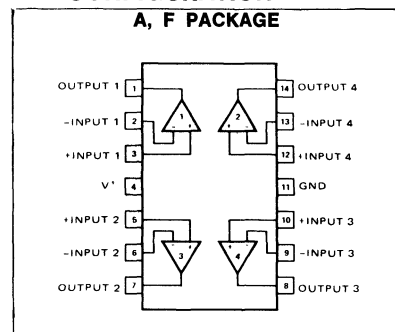 A, F PACKAGE
OUTPUT 1 1 14 OUTPUT 4
-INPUT 1 2 1 2 13 -INPUT 4
+INPUT 1 3 12 +INPUT 4
V' 4 11 GND
+INPUT 2 5 10 +INPUT 3
-INPUT 2 6 3 4 9 -INPUT 3
OUTPUT 2 7 8 OUTPUT 3